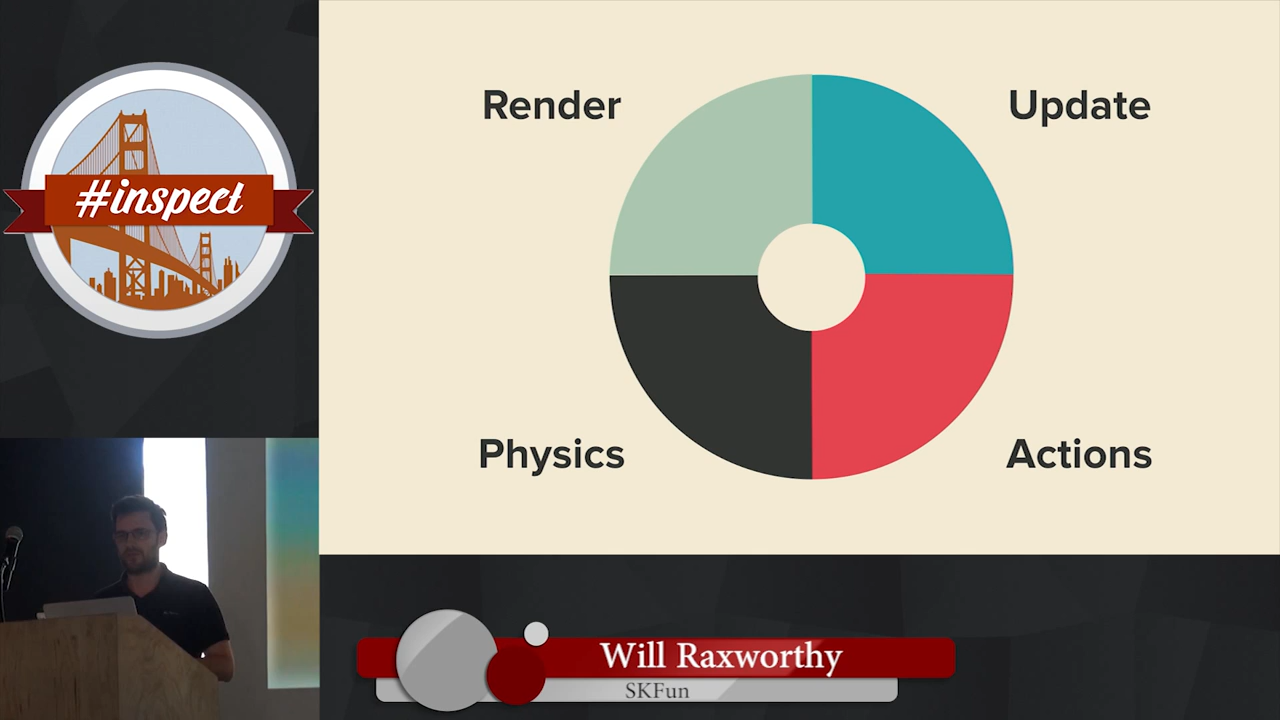 #inspect
Render
Update
Physics
Actions
Will Raxworthy
SKFun